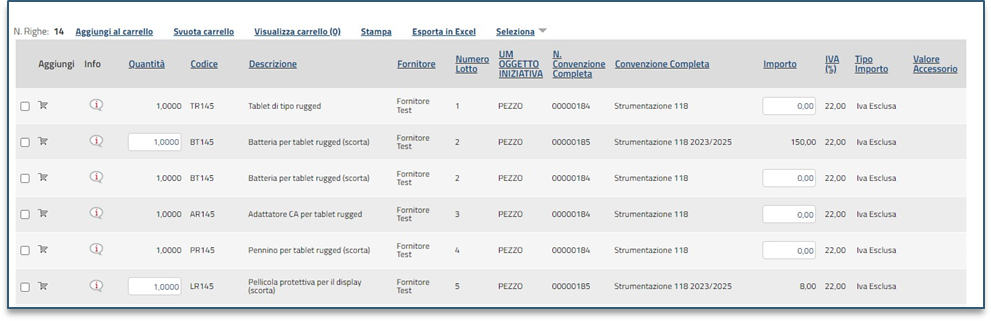 N. Righe: 14 Aggiungi al carrello Svuota carrello Visualizza carrello (0) Stampa Esporta in Excel Seleziona
Aggiungi Info Quantità Codice Descrizione Fornitore Numero Lotto UM OGGETTO INIZIATIVA N. Convenzione Completa Convenzione Completa Importo IVA (%) Tipo Importo Valore Accessorio
1,0000 TR145 Tablet di tipo rugged Fornitore Test 1 PEZZO 00000184 Strumentazione 118 0,00 22,00 Iva Esclusa
1,0000 BT145 Batteria per tablet rugged (scorta) Fornitore Test 2 PEZZO 00000185 Strumentazione 118 2023/2025 150,00 22,00 Iva Esclusa
1,0000 BT145 Batteria per tablet rugged (scorta) Fornitore Test 2 PEZZO 00000184 Strumentazione 118 0,00 22,00 Iva Esclusa
1,0000 AR145 Adattatore CA per tablet rugged Fornitore Test 3 PEZZO 00000184 Strumentazione 118 0,00 22,00 Iva Esclusa
1,0000 PR145 Pennino per tablet rugged (scorta) Fornitore Test 4 PEZZO 00000184 Strumentazione 118 0,00 22,00 Iva Esclusa
1,0000 LR145 Pellicola protettiva per il display (scorta) Fornitore Test 5 PEZZO 00000185 Strumentazione 118 2023/2025 8,00 22,00 Iva Esclusa